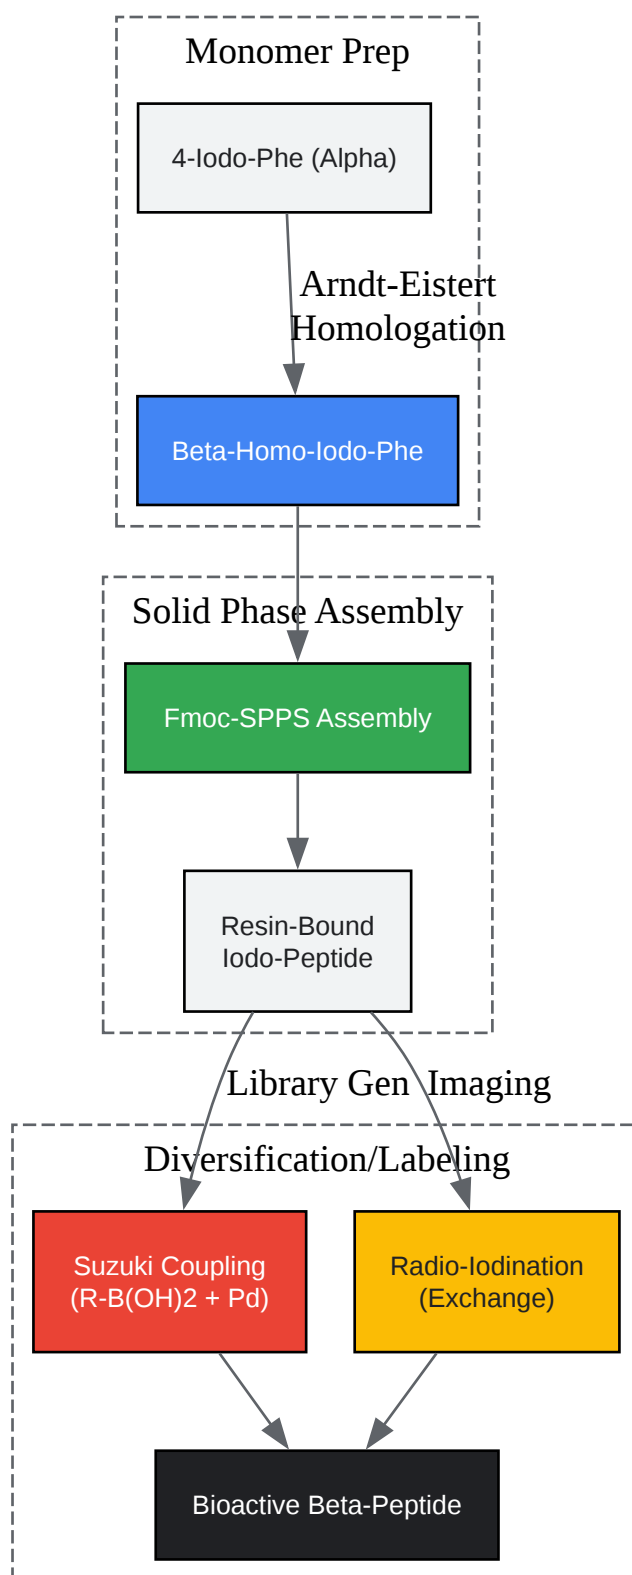 Monomer Prep
4-Iodo-Phe (Alpha)
Arndt-Eistert
Homologation
Beta-Homo-Iodo-Phe
Solid Phase Assembly
Fmoc-SPPS Assembly
Resin-Bound
Iodo-Peptide
Library Gen
Imaging
Diversification/Labeling
Suzuki Coupling
(R-B(OH)2 + Pd)
Radio-Iodination
(Exchange)
Bioactive Beta-Peptide